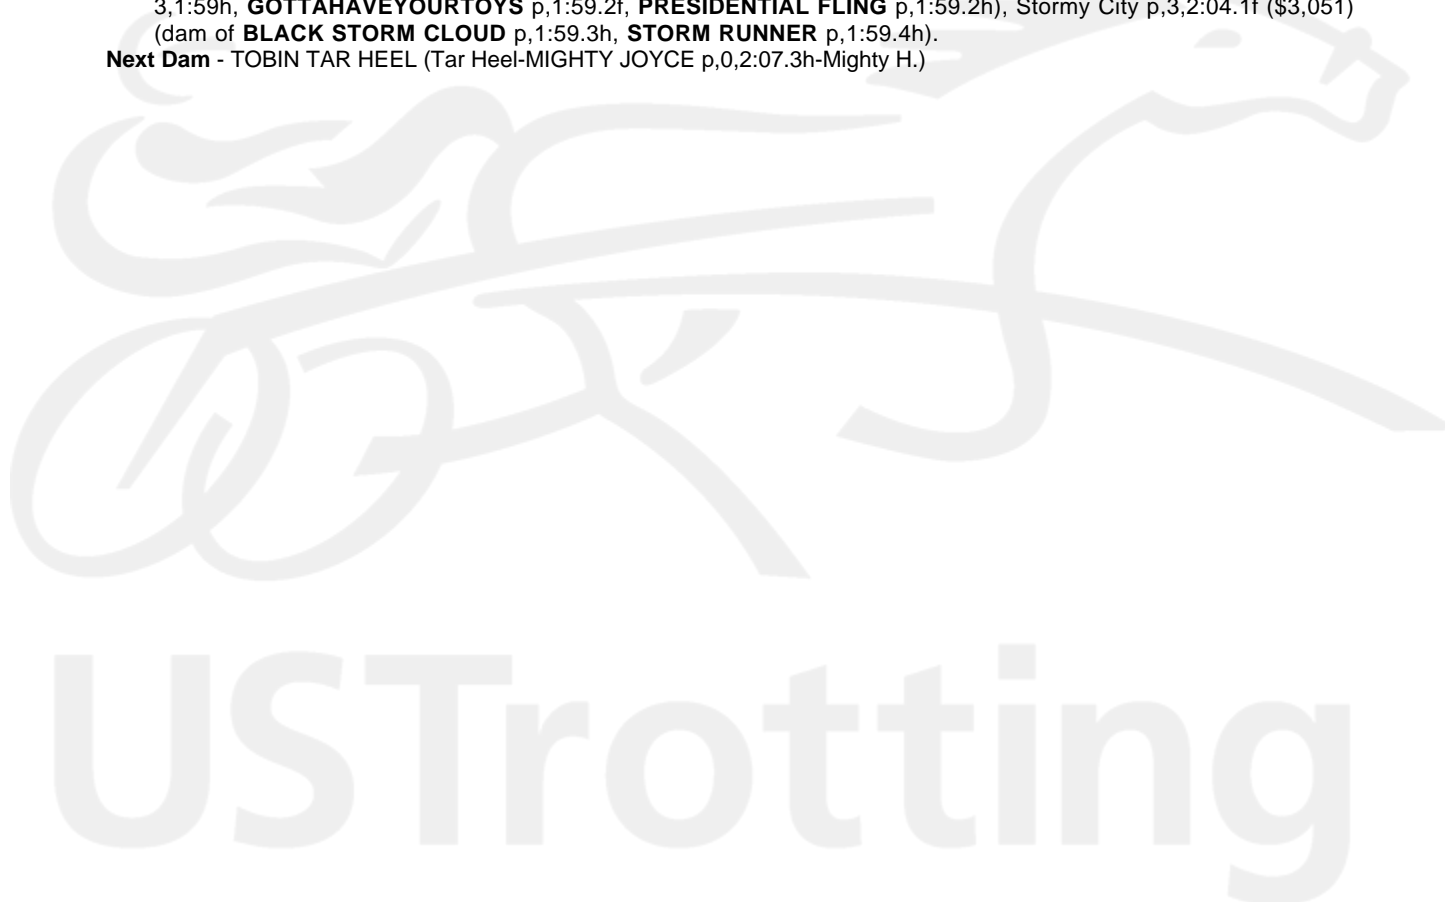 3,1:59h, GOTTAHAVEYOURTOYS p,1:59.2f, PRESIDENTIAL FLING p,1:59.2h), Stormy City p,3,2:04.1f ($3,051)
(dam of BLACK STORM CLOUD p,1:59.3h, STORM RUNNER p,1:59.4h).
Next Dam - TOBIN TAR HEEL (Tar Heel-MIGHTY JOYCE p,0,2:07.3h-Mighty H.)
USTrotting